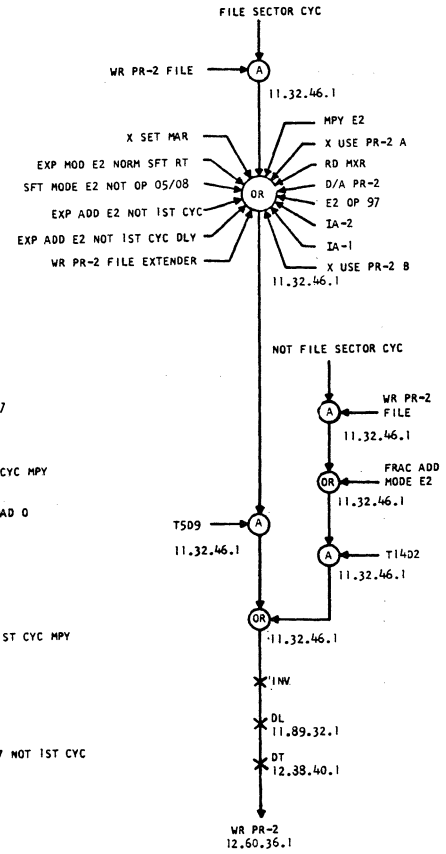 FILE SECTOR CYC
WR PR-2 FILE
A
11.32.46.1
MPY E2
X SET MAR
X USE PR-2 A
EXP MOD E2 NORM SFT RT
RD MXR
SFT MODE E2 NOT OP 05/08
OR
D/A PR-2
E2 OP 97
EXP ADD E2 NOT 1ST CYC
IA-2
EXP ADD E2 NOT 1ST CYC DLY
IA-1
WR PR-2 FILE EXTENDER
X USE PR-2 B
11.32.46.1
NOT FILE SECTOR CYC
7
A
WR PR-2
FILE
11.32.46.1
CYC MPY
OR
FRAC ADD
MODE E2
11.32.46.1
AD 0
T5D9
A
11.32.46.1
A
T14D2
11.32.46.1
OR
ST CYC MPY
11.32.46.1
INV
DL
11.89.32.1
7 NOT 1ST CYC
DT
12.38.40.1
WR PR-2
12.60.36.1